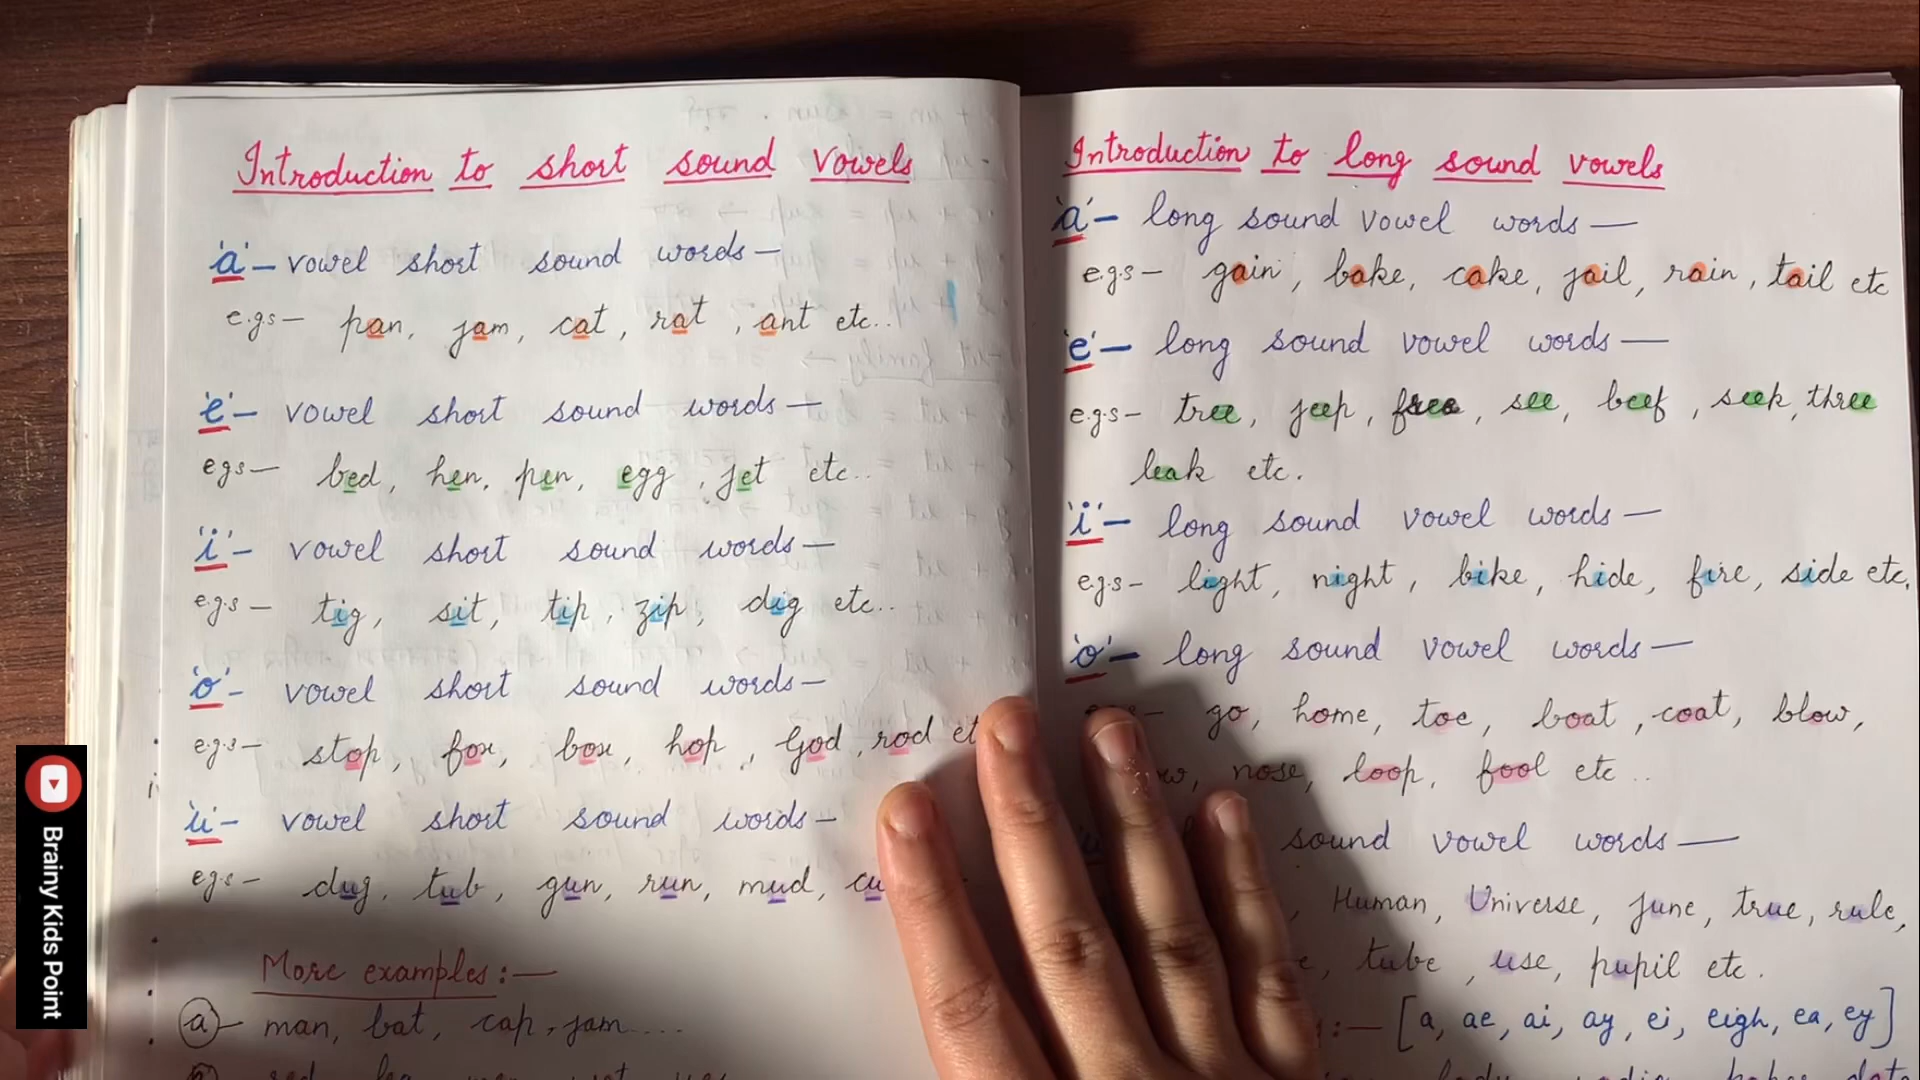 Introduction to short sound vowels
'a' – vowel short sound words –
e.gs – pan, jam, cat, rat, ant etc..
'e' – vowel short sound words –
egs – bed, hen, pen, egg, jet etc..
'i' – vowel short sound words –
e.g.s – tig, sit, tip, zip, dig etc..
'o' – vowel short sound words –
e.g.s – stop, fox, box, hop, God, rod et
'u' – vowel short sound words –
egs – dug, tub, gun, run, mud, cu
More examples :—
(a) – man, bat, cap, jam....
Introduction to long sound vowels
'a' – long sound vowel words —
e.g.s – gain, bake, cake, jail, rain, tail etc
'e' – long sound vowel words —
e.g.s – tree, jeep, free, see, beef, seek, three
leak etc.
'i' – long sound vowel words —
e.g.s – light, night, bike, hide, fire, side etc.
'o' – long sound vowel words —
go, home, toe, boat, coat, blow,
nose, loop, fool etc..
sound vowel words —
Human, Universe, june, true, rule,
tube, use, pupil etc.
:— [a, ae, ai, ay, ei, eigh, ea, ey]
Brainy Kids Point